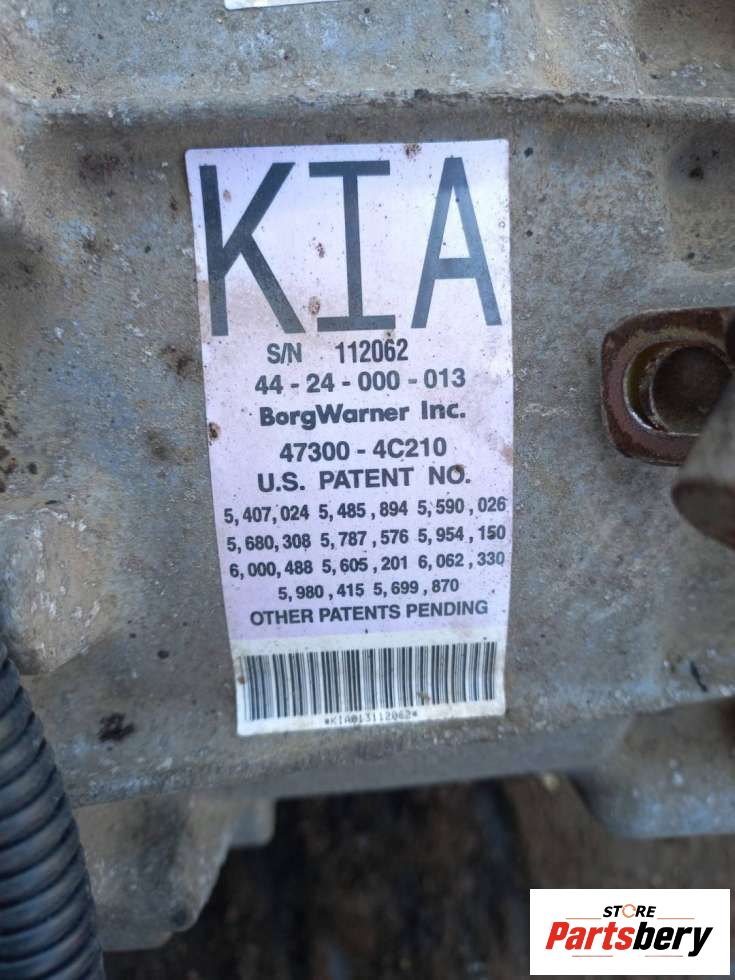 KIA
S/N 112062
44 - 24 - 000 - 013
BorgWarner Inc.
47300 - 4C210
U.S. PATENT NO.
5,407,024 5,485,894 5,590,026
5,680,308 5,787,576 5,954,150
6,000,488 5,605,201 6,062,330
5,980,415 5,699,870
OTHER PATENTS PENDING
*KIA013112062*
STORE
Partsbery